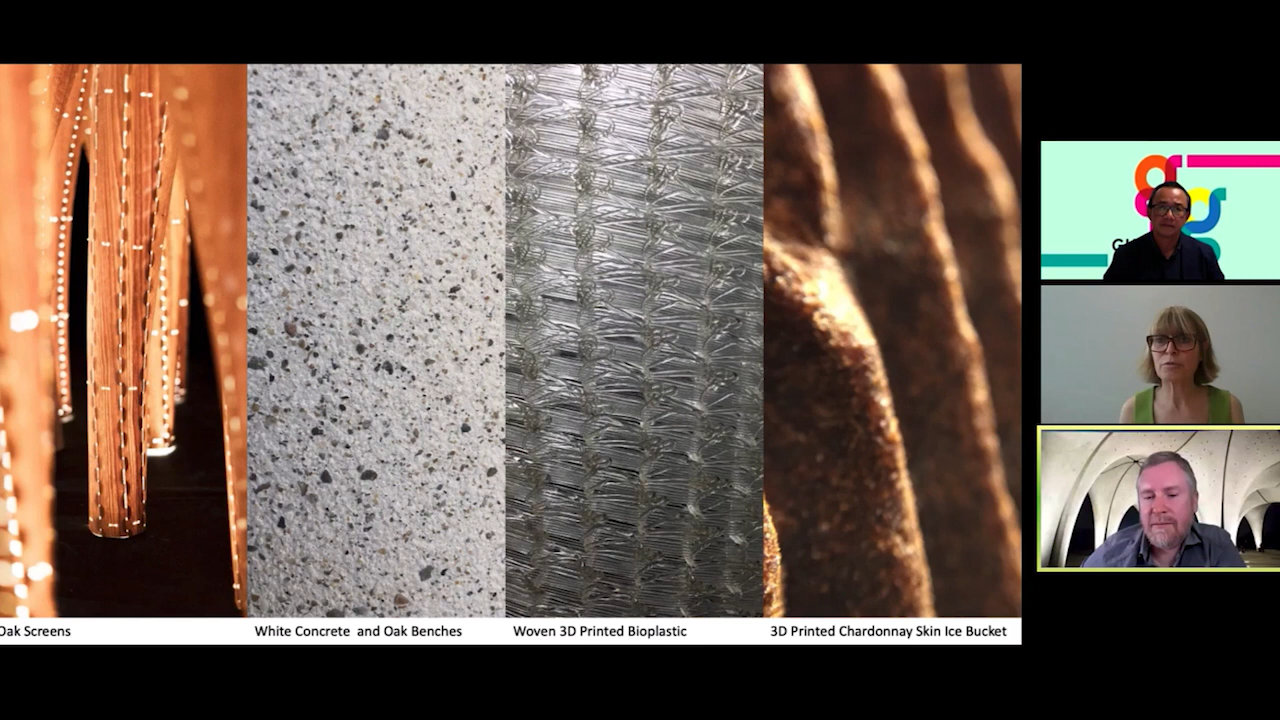 Oak Screens
White Concrete and Oak Benches
Woven 3D Printed Bioplastic
3D Printed Chardonnay Skin Ice Bucket